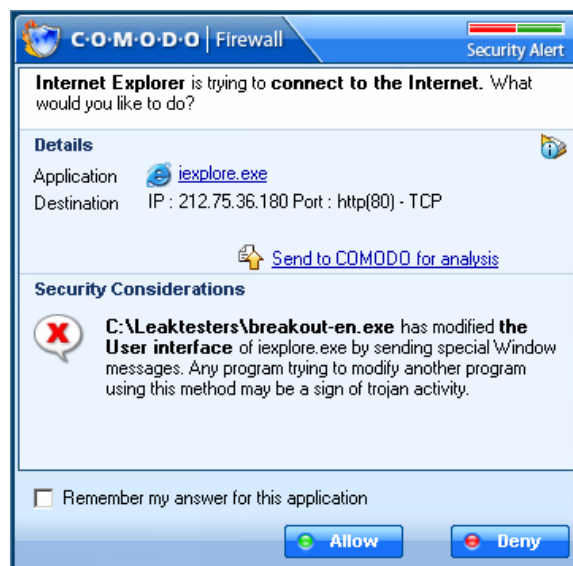 C·O·M·O·D·O | Firewall
Security Alert
Internet Explorer is trying to connect to the Internet. What
would you like to do?
Details
Application iexplore.exe
Destination IP : 212.75.36.180 Port : http(80) - TCP
Send to COMODO for analysis
Security Considerations
C:\Leaktesters\breakout-en.exe has modified the
User interface of iexplore.exe by sending special Window
messages. Any program trying to modify another program
using this method may be a sign of trojan activity.
Remember my answer for this application
Allow Deny